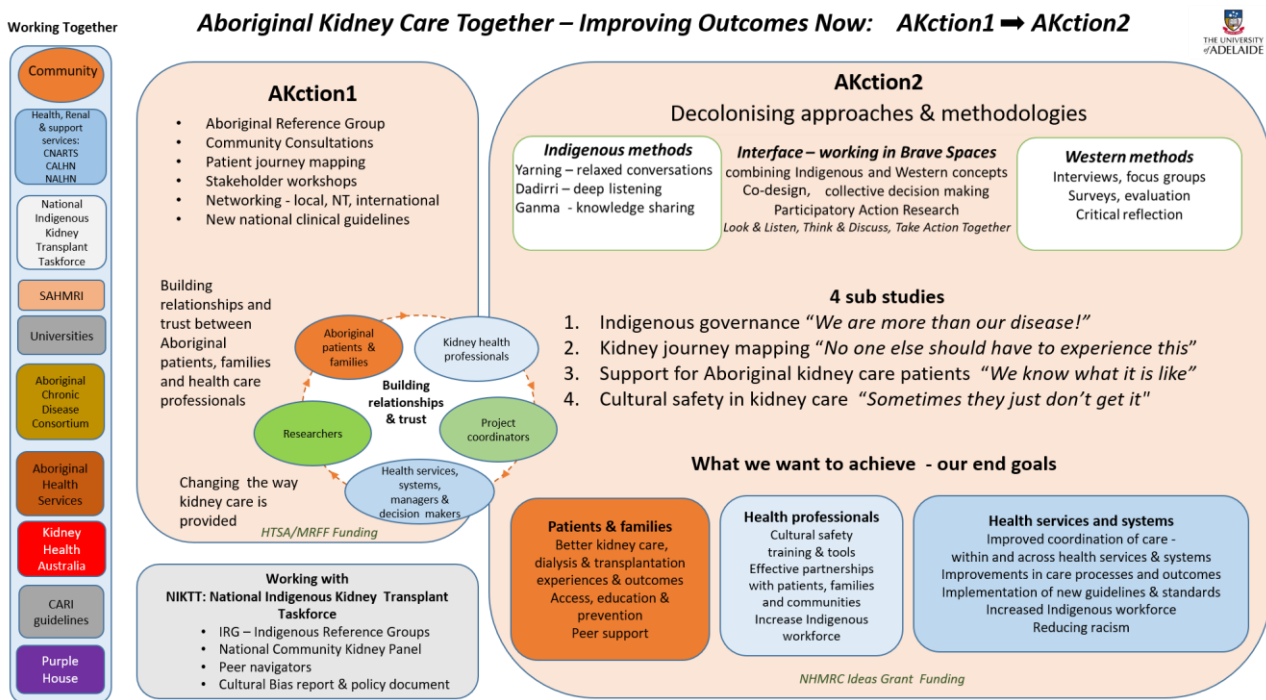 Working Together
Aboriginal Kidney Care Together – Improving Outcomes Now: AKction1 ➡ AKction2
THE UNIVERSITY
of ADELAIDE
Community
Health, Renal
& support
services:
CNARTS
CALHN
NALHN
National
Indigenous
Kidney
Transplant
Taskforce
SAHMRI
Universities
Aboriginal
Chronic
Disease
Consortium
Aboriginal
Health
Services
Kidney
Health
Australia
CARI
guidelines
Purple
House
AKction1
• Aboriginal Reference Group
• Community Consultations
• Patient journey mapping
• Stakeholder workshops
• Networking - local, NT, international
• New national clinical guidelines
Building
relationships and
trust between
Aboriginal
patients, families
and health care
professionals
Changing the way
kidney care is
provided
HTSA/MRFF Funding
Aboriginal
patients &
families
Kidney health
professionals
Building
relationships
& trust
Researchers
Project
coordinators
Health services,
systems,
managers &
decision makers
Working with
NIKTT: National Indigenous Kidney Transplant
Taskforce
• IRG – Indigenous Reference Groups
• National Community Kidney Panel
• Peer navigators
• Cultural Bias report & policy document
AKction2
Decolonising approaches & methodologies
Indigenous methods
Yarning – relaxed conversations
Dadirri – deep listening
Ganma - knowledge sharing
Interface – working in Brave Spaces
combining Indigenous and Western concepts
Co-design, collective decision making
Participatory Action Research
Look & Listen, Think & Discuss, Take Action Together
Western methods
Interviews, focus groups
Surveys, evaluation
Critical reflection
4 sub studies
1. Indigenous governance “We are more than our disease!”
2. Kidney journey mapping “No one else should have to experience this”
3. Support for Aboriginal kidney care patients “We know what it is like”
4. Cultural safety in kidney care “Sometimes they just don’t get it"
What we want to achieve - our end goals
Patients & families
Better kidney care,
dialysis & transplantation
experiences & outcomes
Access, education &
prevention
Peer support
Health professionals
Cultural safety
training & tools
Effective partnerships
with patients, families
and communities
Increase Indigenous
workforce
Health services and systems
Improved coordination of care -
within and across health services & systems
Improvements in care processes and outcomes
Implementation of new guidelines & standards
Increased Indigenous workforce
Reducing racism
NHMRC Ideas Grant Funding